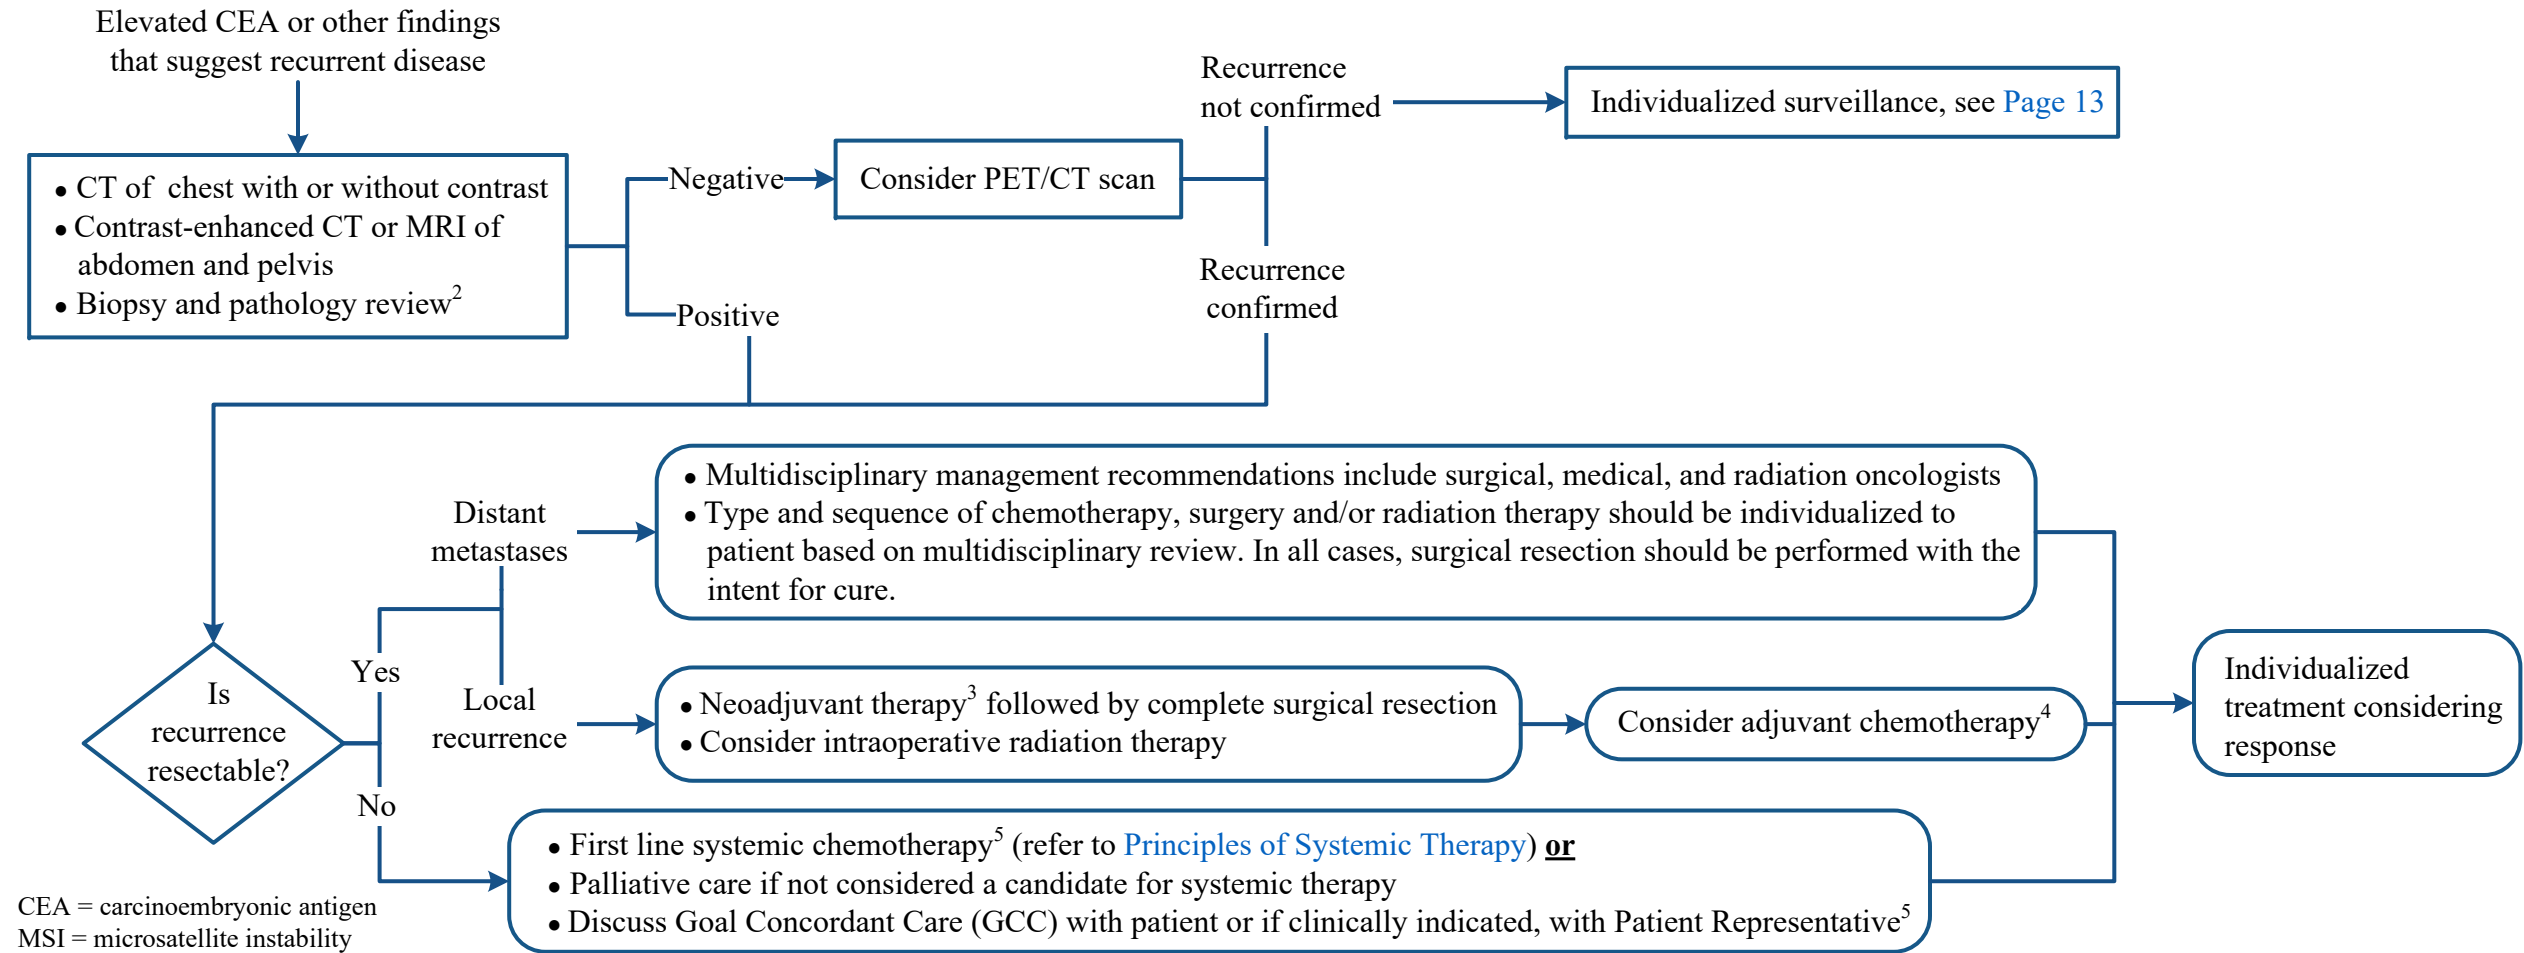 Elevated CEA or other findings
that suggest recurrent disease
• CT of  chest with or without contrast
• Contrast-enhanced CT or MRI of
abdomen and pelvis
• Biopsy and pathology review²
Negative
Positive
Consider PET/CT scan
Recurrence
not confirmed
Individualized surveillance, see Page 13
Recurrence
confirmed
Is
recurrence
resectable?
Yes
Distant
metastases
• Multidisciplinary management recommendations include surgical, medical, and radiation oncologists
• Type and sequence of chemotherapy, surgery and/or radiation therapy should be individualized to
patient based on multidisciplinary review. In all cases, surgical resection should be performed with the
intent for cure.
Local
recurrence
• Neoadjuvant therapy³ followed by complete surgical resection
• Consider intraoperative radiation therapy
Consider adjuvant chemotherapy⁴
No
• First line systemic chemotherapy⁵ (refer to Principles of Systemic Therapy) or
• Palliative care if not considered a candidate for systemic therapy
• Discuss Goal Concordant Care (GCC) with patient or if clinically indicated, with Patient Representative⁵
Individualized
treatment considering
response
CEA = carcinoembryonic antigen
MSI = microsatellite instability